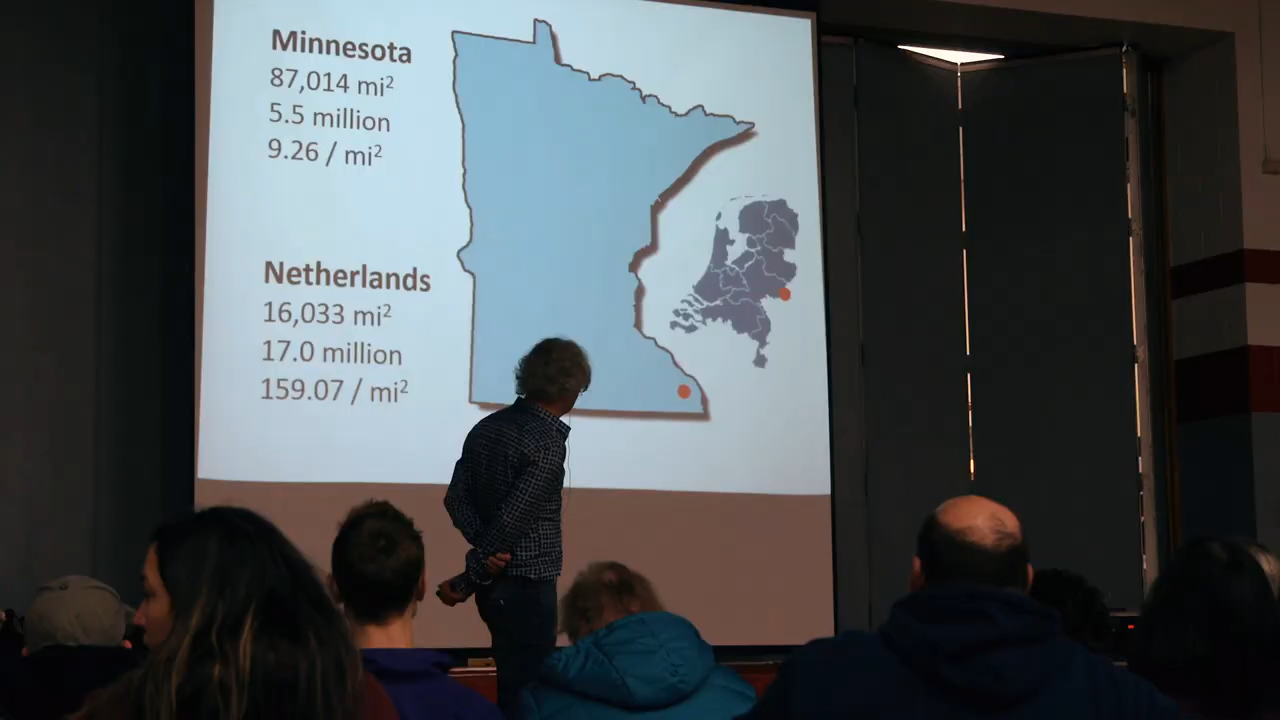 Minnesota
87,014 mi²
5.5 million
9.26 / mi²
Netherlands
16,033 mi²
17.0 million
159.07 / mi²